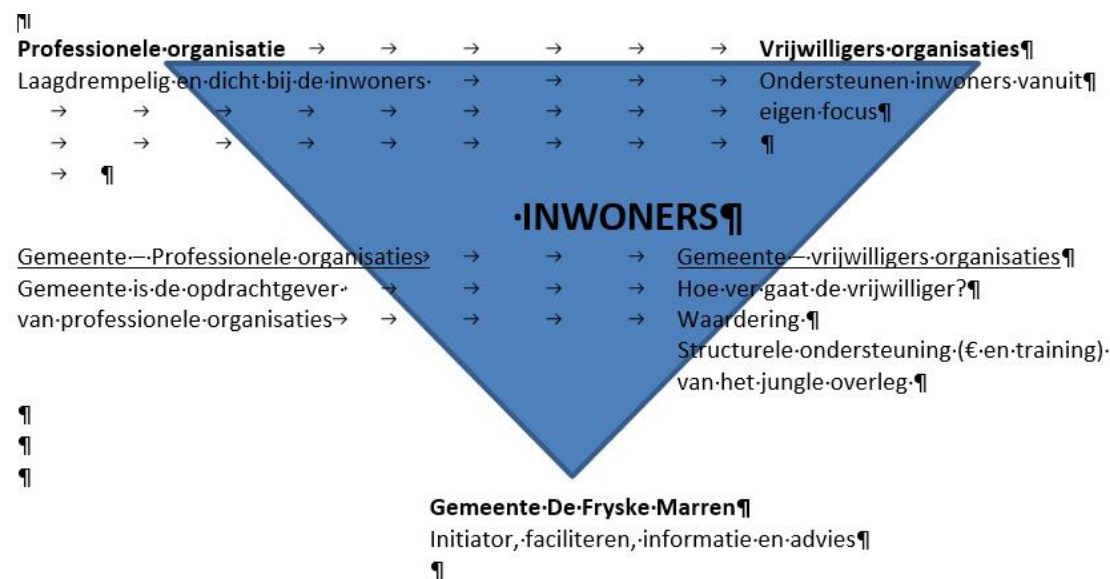 Professionele organisatie Vrijwilligers organisaties
Laagdrempelig en dicht bij de inwoners Ondersteunen inwoners vanuit
eigen focus
INWONERS
Gemeente – Professionele organisaties Gemeente – vrijwilligers organisaties
Gemeente is de opdrachtgever Hoe ver gaat de vrijwilliger?
van professionele organisaties Waardering
Structurele ondersteuning (€ en training)
van het jungle overleg
Gemeente De Fryske Marren
Initiator, faciliteren, informatie en advies